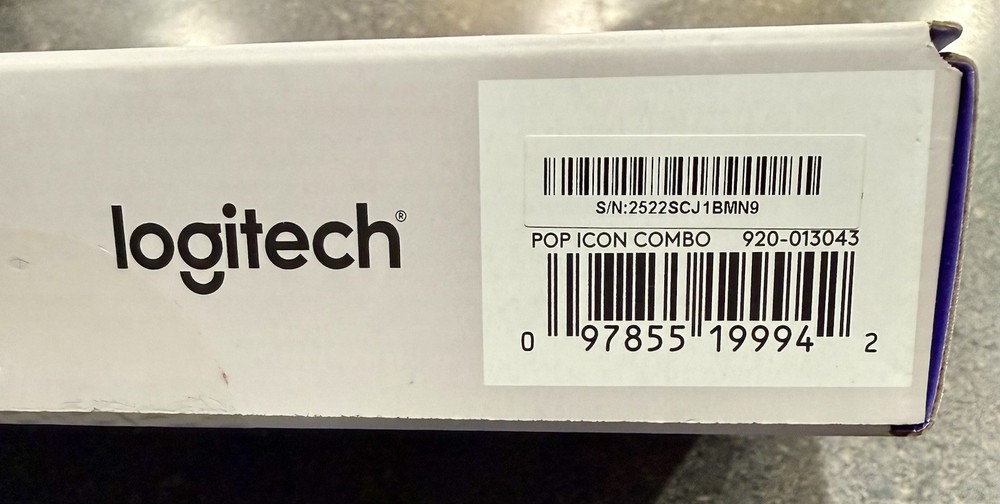 logitech®
S/N:2522SCJ1BMN9
POP ICON COMBO 920-013043
0 97855 19994 2